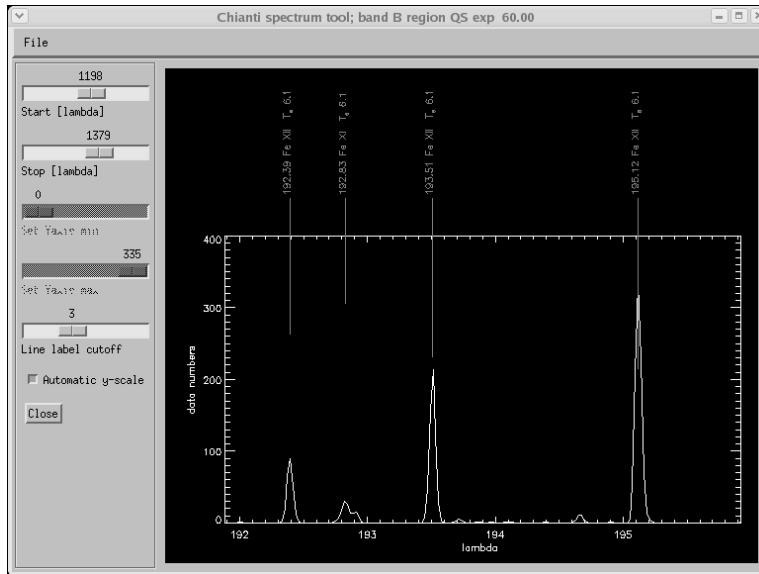 Chianti spectrum tool; band B region QS exp 60.00
File
1198
Start [lambda]
1379
Stop [lambda]
0
Set Yaxis min
335
Set Yaxis max
3
Line label cutoff
Automatic y-scale
Close
192.39 Fe XII Te 6.1
192.83 Fe XI Te 6.1
193.51 Fe XII Te 6.1
195.12 Fe XII Te 6.1
400
300
200
100
0
data numbers
192 193 194 195
lambda